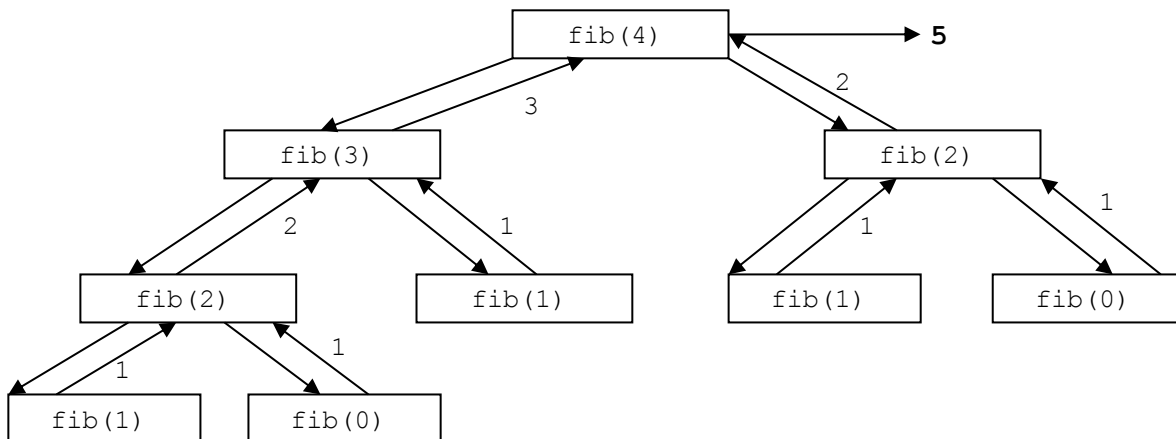 fib(4) 5
3 2
fib(3) fib(2)
2 1 1 1
fib(2) fib(1) fib(1) fib(0)
1 1
fib(1) fib(0)